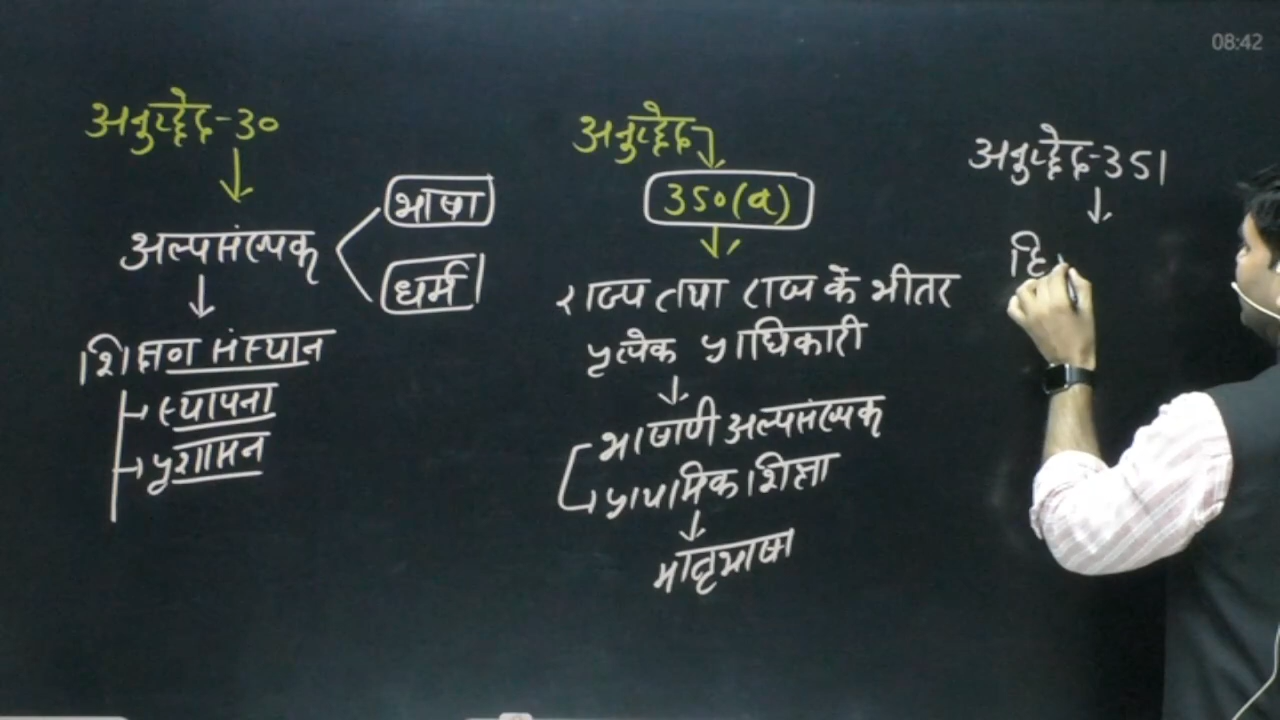 08:42
अनुच्छेद-30
अल्पसंख्यक
भाषा
धर्म
शिक्षण संस्थान
स्थापना
प्रशासन
अनुच्छेद
350(a)
राज्य तथा राज्य के भीतर
प्रत्येक प्राधिकारी
भाषाणी अल्पसंख्यक
प्राथमिक शिक्षा
मातृभाषा
अनुच्छेद-351
हि